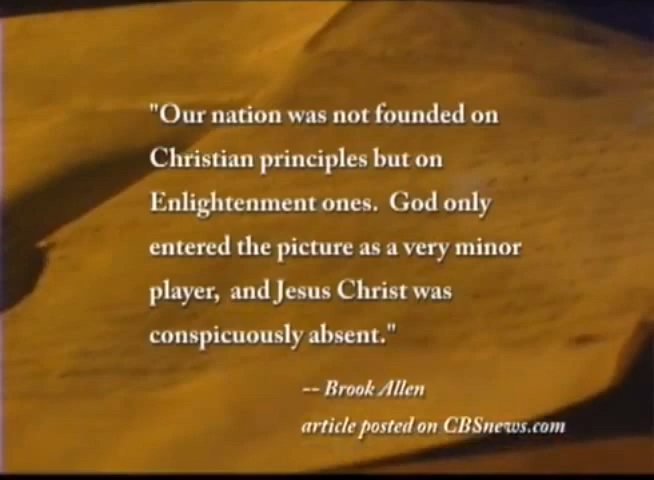 "Our nation was not founded on
Christian principles but on
Enlightenment ones.  God only
entered the picture as a very minor
player,  and Jesus Christ was
conspicuously absent."
-- Brook Allen
article posted on CBSnews.com